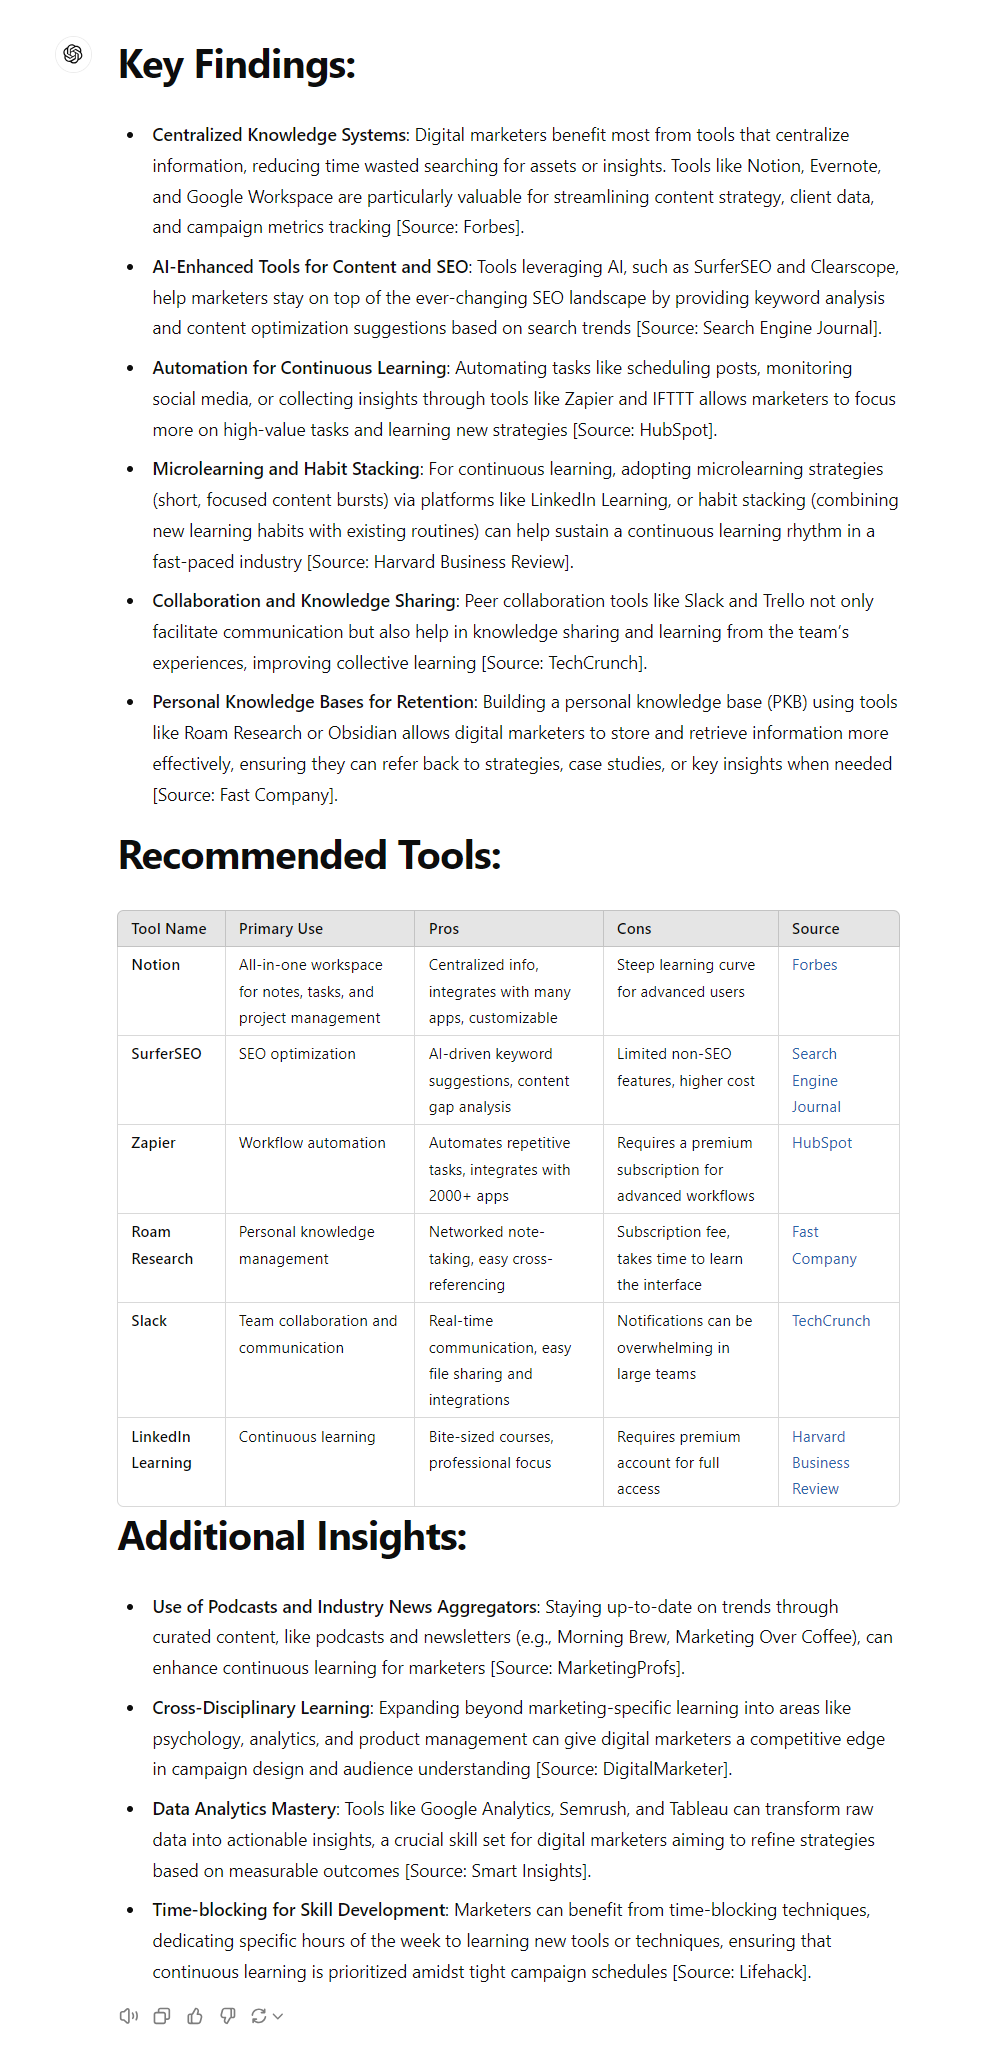 Key Findings:
• Centralized Knowledge Systems: Digital marketers benefit most from tools that centralize
information, reducing time wasted searching for assets or insights. Tools like Notion, Evernote,
and Google Workspace are particularly valuable for streamlining content strategy, client data,
and campaign metrics tracking [Source: Forbes].
• AI-Enhanced Tools for Content and SEO: Tools leveraging AI, such as SurferSEO and Clearscope,
help marketers stay on top of the ever-changing SEO landscape by providing keyword analysis
and content optimization suggestions based on search trends [Source: Search Engine Journal].
• Automation for Continuous Learning: Automating tasks like scheduling posts, monitoring
social media, or collecting insights through tools like Zapier and IFTTT allows marketers to focus
more on high-value tasks and learning new strategies [Source: HubSpot].
• Microlearning and Habit Stacking: For continuous learning, adopting microlearning strategies
(short, focused content bursts) via platforms like LinkedIn Learning, or habit stacking (combining
new learning habits with existing routines) can help sustain a continuous learning rhythm in a
fast-paced industry [Source: Harvard Business Review].
• Collaboration and Knowledge Sharing: Peer collaboration tools like Slack and Trello not only
facilitate communication but also help in knowledge sharing and learning from the team's
experiences, improving collective learning [Source: TechCrunch].
• Personal Knowledge Bases for Retention: Building a personal knowledge base (PKB) using tools
like Roam Research or Obsidian allows digital marketers to store and retrieve information more
effectively, ensuring they can refer back to strategies, case studies, or key insights when needed
[Source: Fast Company].
Recommended Tools:
Tool Name Primary Use Pros Cons Source
Notion All-in-one workspace Centralized info, Steep learning curve Forbes
for notes, tasks, and integrates with many for advanced users
project management apps, customizable
SurferSEO SEO optimization AI-driven keyword Limited non-SEO Search
suggestions, content features, higher cost Engine
gap analysis Journal
Zapier Workflow automation Automates repetitive Requires a premium HubSpot
tasks, integrates with subscription for
2000+ apps advanced workflows
Roam Personal knowledge Networked note- Subscription fee, Fast
Research management taking, easy cross- takes time to learn Company
referencing the interface
Slack Team collaboration and Real-time Notifications can be TechCrunch
communication communication, easy overwhelming in
file sharing and large teams
integrations
LinkedIn Continuous learning Bite-sized courses, Requires premium Harvard
Learning professional focus account for full Business
access Review
Additional Insights:
• Use of Podcasts and Industry News Aggregators: Staying up-to-date on trends through
curated content, like podcasts and newsletters (e.g., Morning Brew, Marketing Over Coffee), can
enhance continuous learning for marketers [Source: MarketingProfs].
• Cross-Disciplinary Learning: Expanding beyond marketing-specific learning into areas like
psychology, analytics, and product management can give digital marketers a competitive edge
in campaign design and audience understanding [Source: DigitalMarketer].
• Data Analytics Mastery: Tools like Google Analytics, Semrush, and Tableau can transform raw
data into actionable insights, a crucial skill set for digital marketers aiming to refine strategies
based on measurable outcomes [Source: Smart Insights].
• Time-blocking for Skill Development: Marketers can benefit from time-blocking techniques,
dedicating specific hours of the week to learning new tools or techniques, ensuring that
continuous learning is prioritized amidst tight campaign schedules [Source: Lifehack].